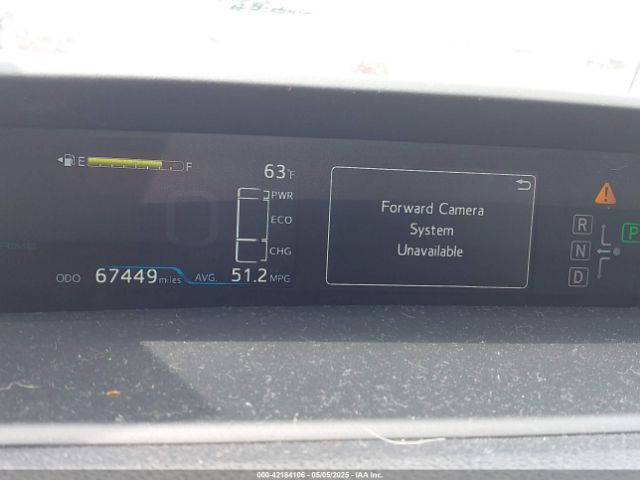 E F
63°F
PWR
ECO
CHG
ODO 67449 miles AVG. 51.2 MPG
Forward Camera
System
Unavailable
R
P
N
D
000-42184106 - 05/05/2025 - IAA Inc.